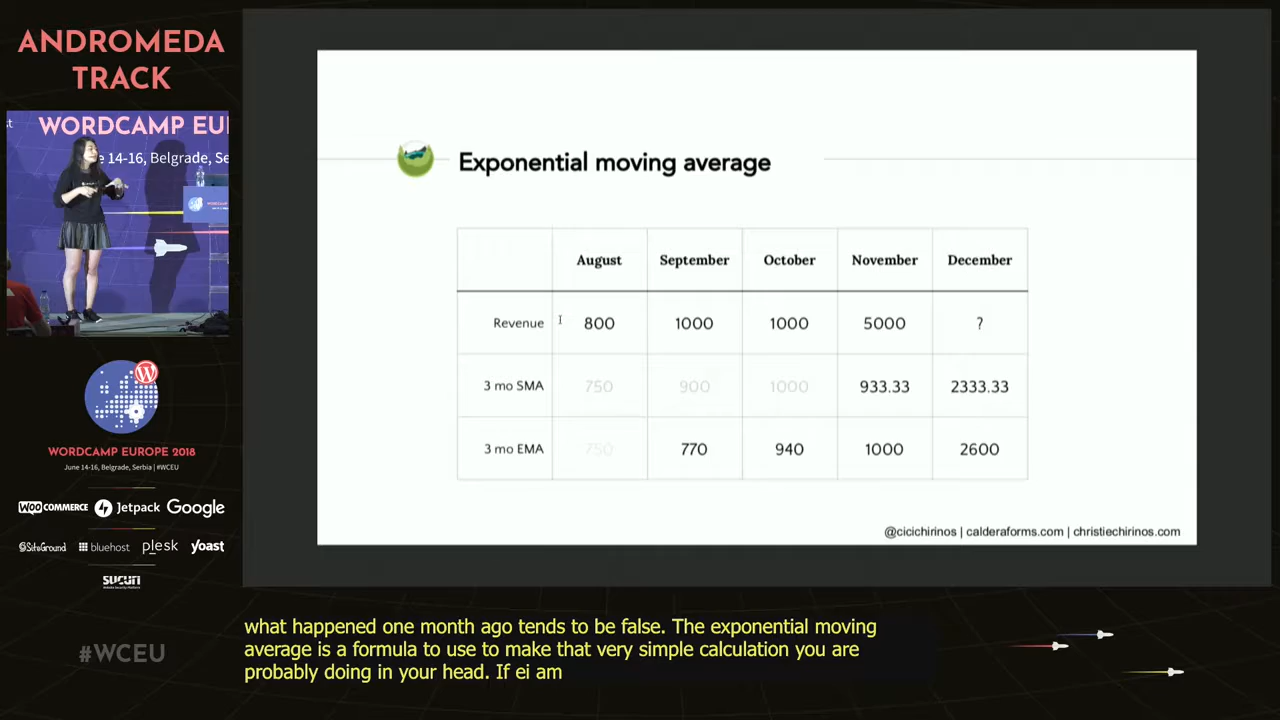 ANDROMEDA
TRACK
WORDCAMP EU
e 14-16, Belgrade, Se
WORDCAMP EUROPE 2018
June 14-16, Belgrade, Serbia | #WCEU
WOO COMMERCE Jetpack Google
SiteGround bluehost plesk yoast
SUCURI
#WCEU
Exponential moving average
August September October November December
Revenue 800 1000 1000 5000 ?
3 mo SMA 750 900 1000 933.33 2333.33
3 mo EMA 750 770 940 1000 2600
@cicichirinos | calderaforms.com | christiechirinos.com
what happened one month ago tends to be false. The exponential moving
average is a formula to use to make that very simple calculation you are
probably doing in your head. If ei am